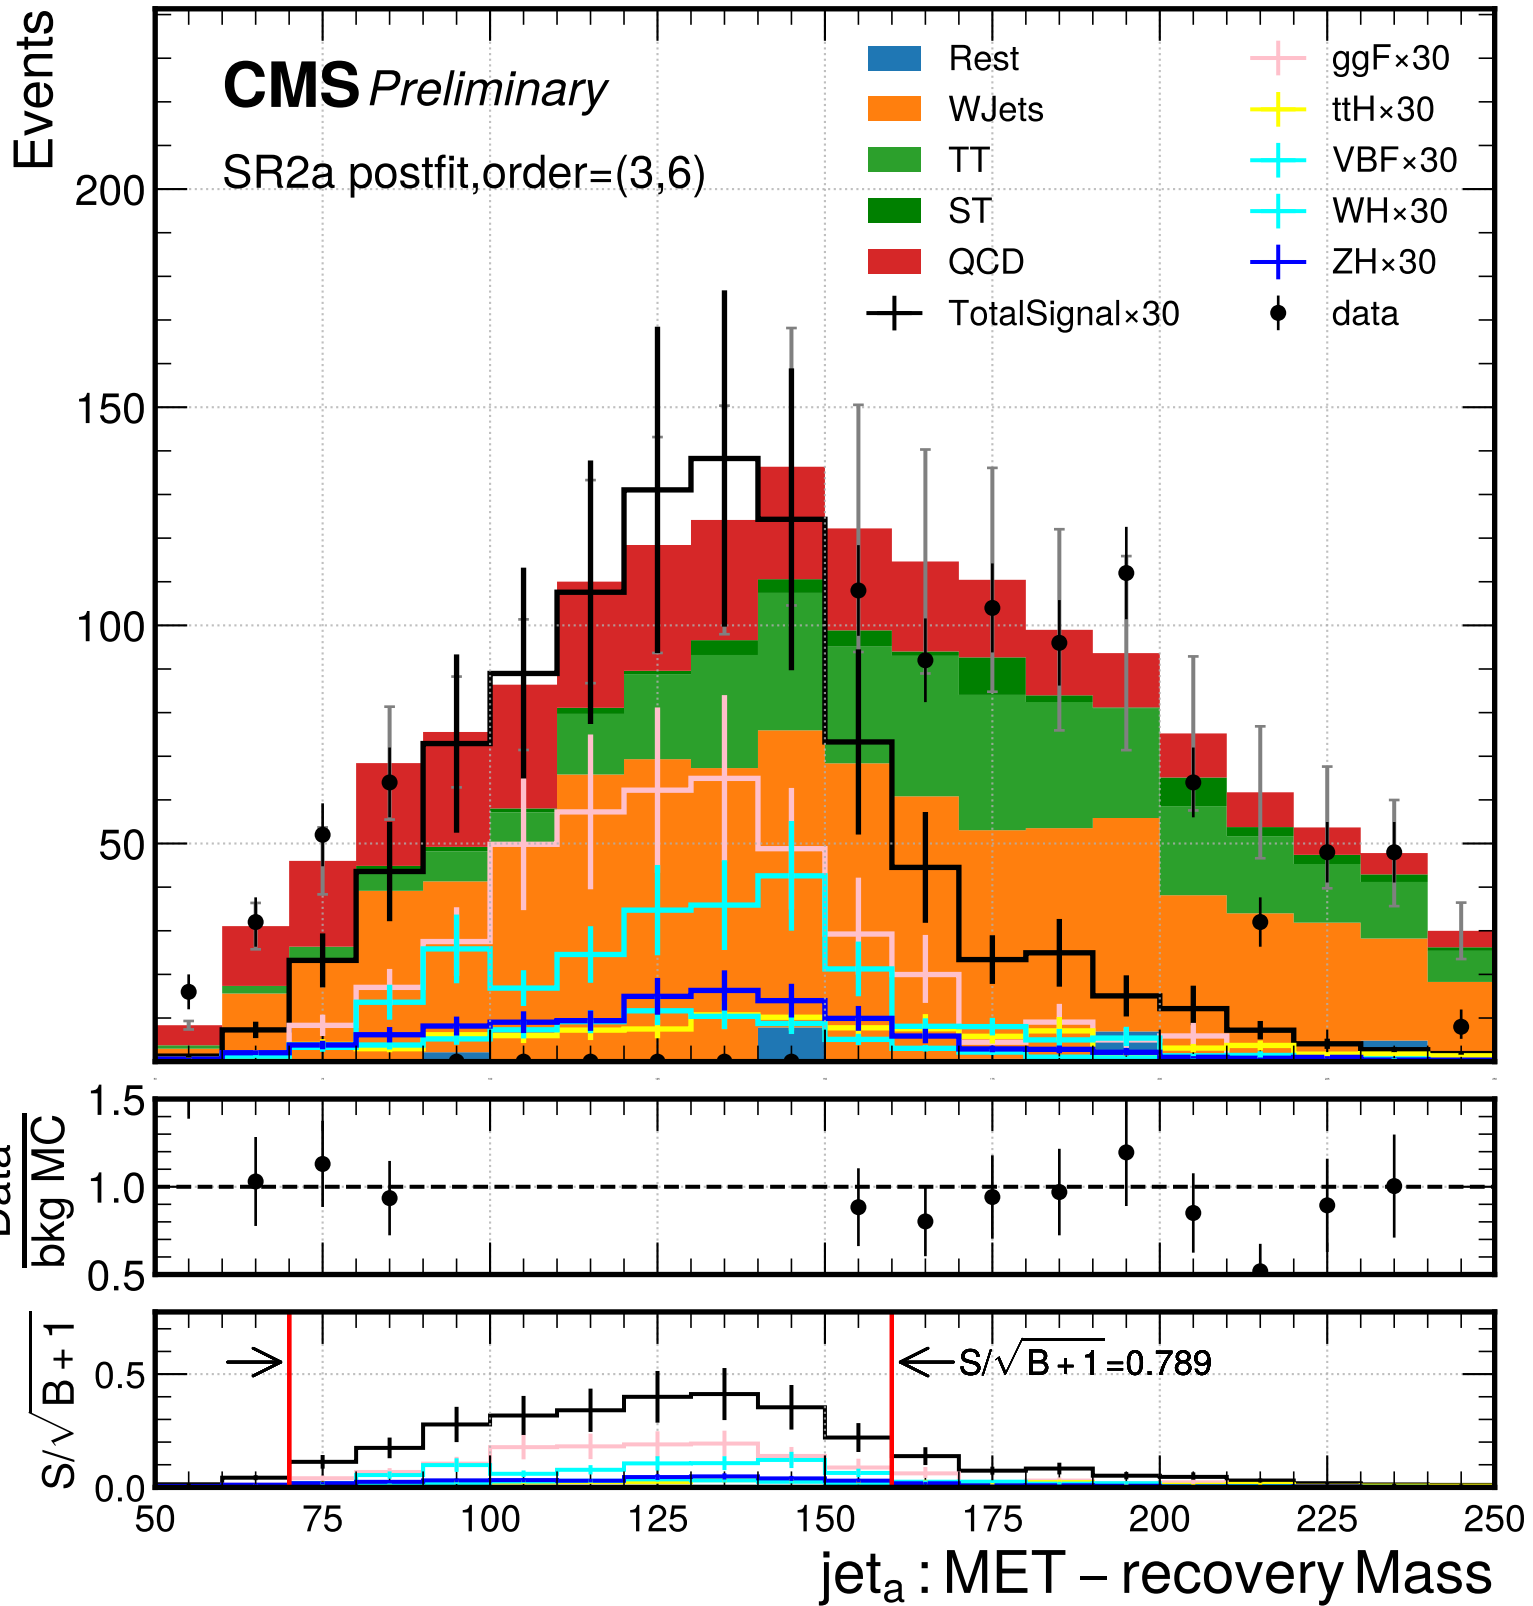 Events
CMS Preliminary
SR2a postfit,order=(3,6)
Rest
WJets
TT
ST
QCD
TotalSignal×30
ggF×30
ttH×30
VBF×30
WH×30
ZH×30
data
200
150
100
50
Data
bkg MC
1.5
1.0
0.5
S/√B + 1
0.5
0.0
S/√B + 1=0.789
50 75 100 125 150 175 200 225 250
jetₐ : MET − recovery Mass